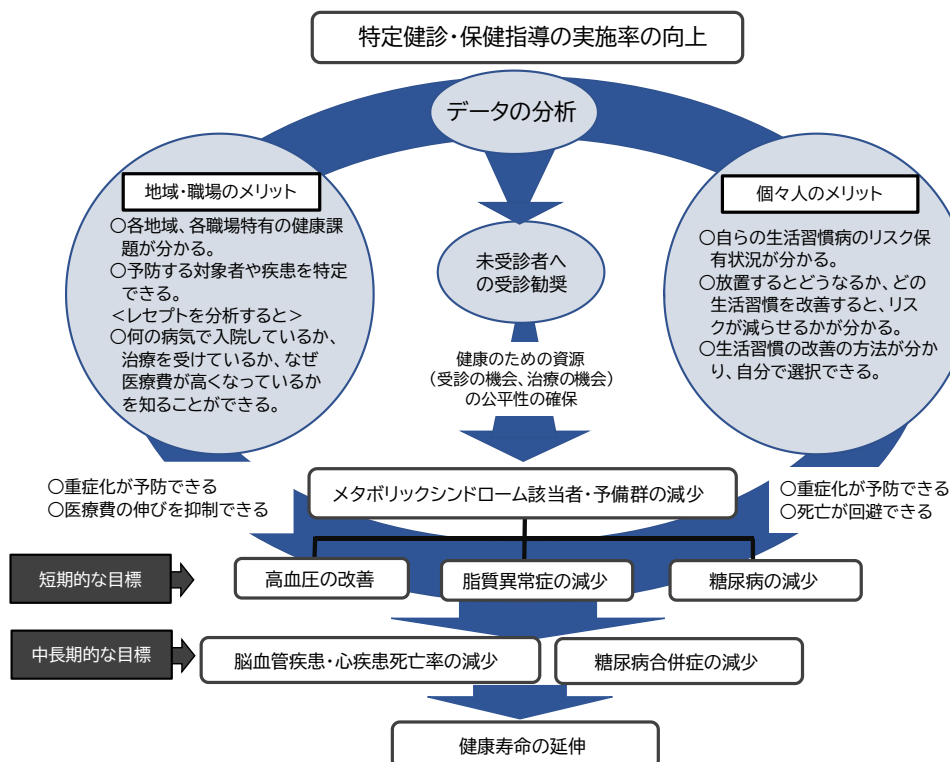 特定健診・保健指導の実施率の向上
データの分析
地域・職場のメリット
○各地域、各職場特有の健康課
題が分かる。
○予防する対象者や疾患を特定
できる。
<レセプトを分析すると>
○何の病気で入院しているか、
治療を受けているか、なぜ
医療費が高くなっているか
を知ることができる。
未受診者へ
の受診勧奨
個々人のメリット
○自らの生活習慣病のリスク保
有状況が分かる。
○放置するとどうなるか、どの
生活習慣を改善すると、リス
クが減らせるかが分かる。
○生活習慣の改善の方法が分か
り、自分で選択できる。
健康のための資源
(受診の機会、治療の機会)
の公平性の確保
○重症化が予防できる
○医療費の伸びを抑制できる
メタボリックシンドローム該当者・予備群の減少
○重症化が予防できる
○死亡が回避できる
短期的な目標
高血圧の改善
脂質異常症の減少
糖尿病の減少
中長期的な目標
脳血管疾患・心疾患死亡率の減少
糖尿病合併症の減少
健康寿命の延伸